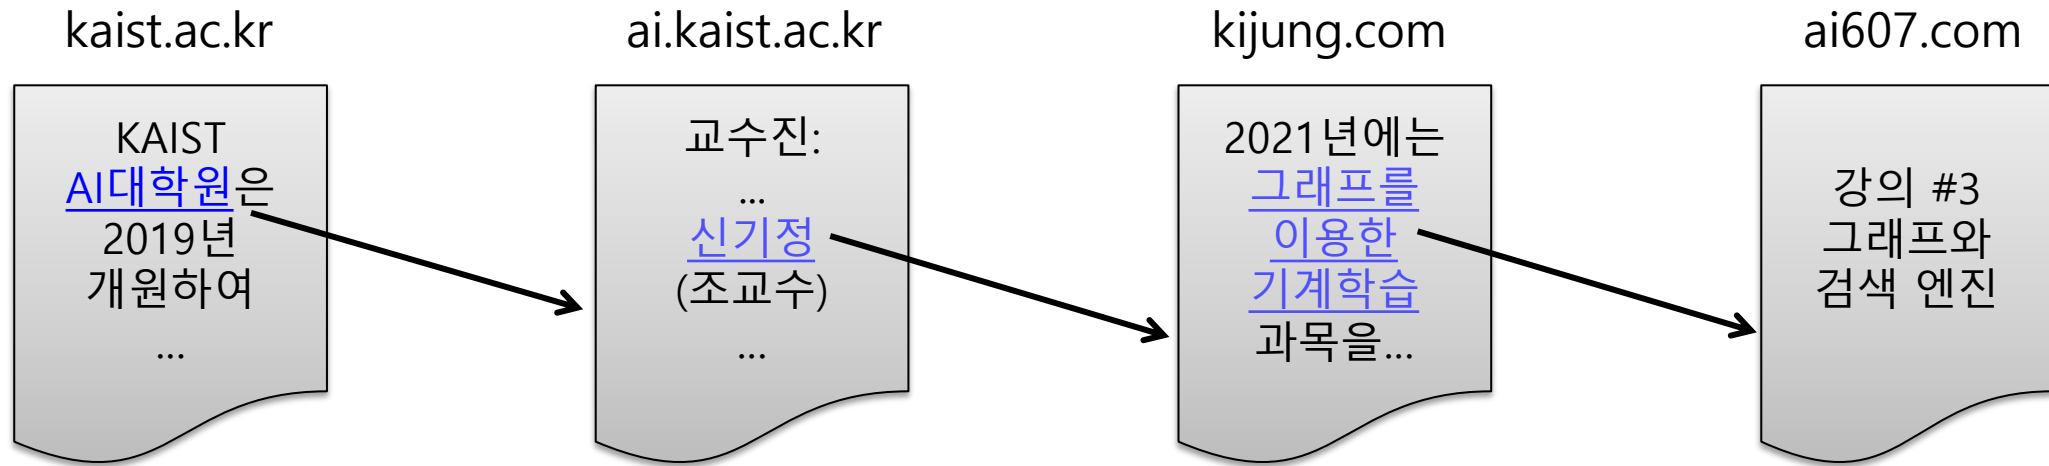 kaist.ac.kr
KAIST
AI대학원은
2019년
개원하여
...
ai.kaist.ac.kr
교수진:
...
신기정
(조교수)
...
kijung.com
2021년에는
그래프를
이용한
기계학습
과목을...
ai607.com
강의 #3
그래프와
검색 엔진